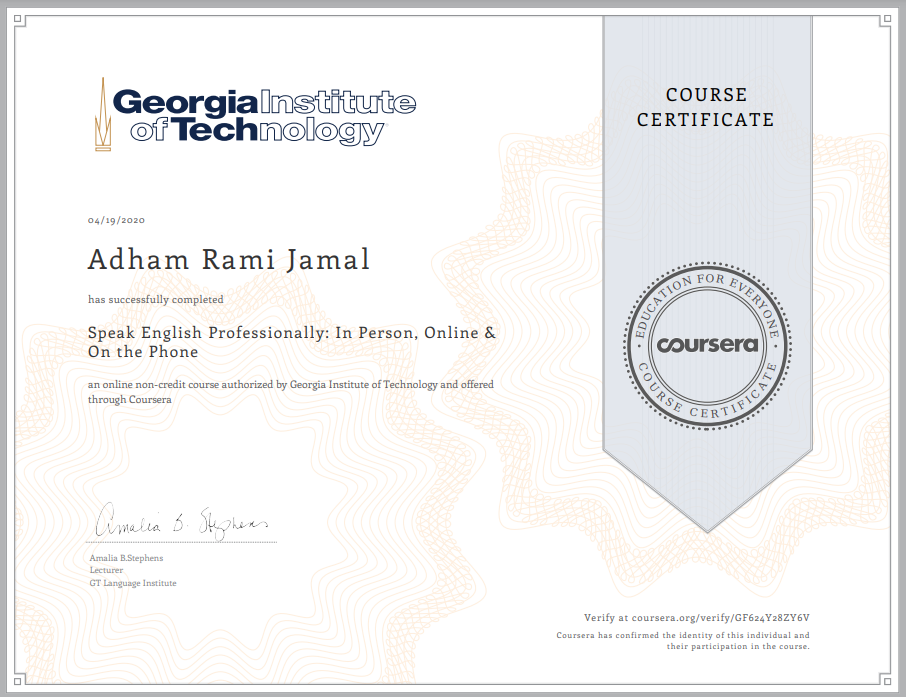 Georgia Institute
of Tech nology
COURSE
CERTIFICATE
04/19/2020
Adham Rami Jamal
has successfully completed
Speak English Professionally: In Person, Online &
On the Phone
an online non-credit course authorized by Georgia Institute of Technology and offered
through Coursera
EDUCATION FOR EVERYONE
coursera
COURSE CERTIFICATE
Amalia B. Stephens
Amalia B.Stephens
Lecturer
GT Language Institute
Verify at coursera.org/verify/GF624Y28ZY6V
Coursera has confirmed the identity of this individual and
their participation in the course.